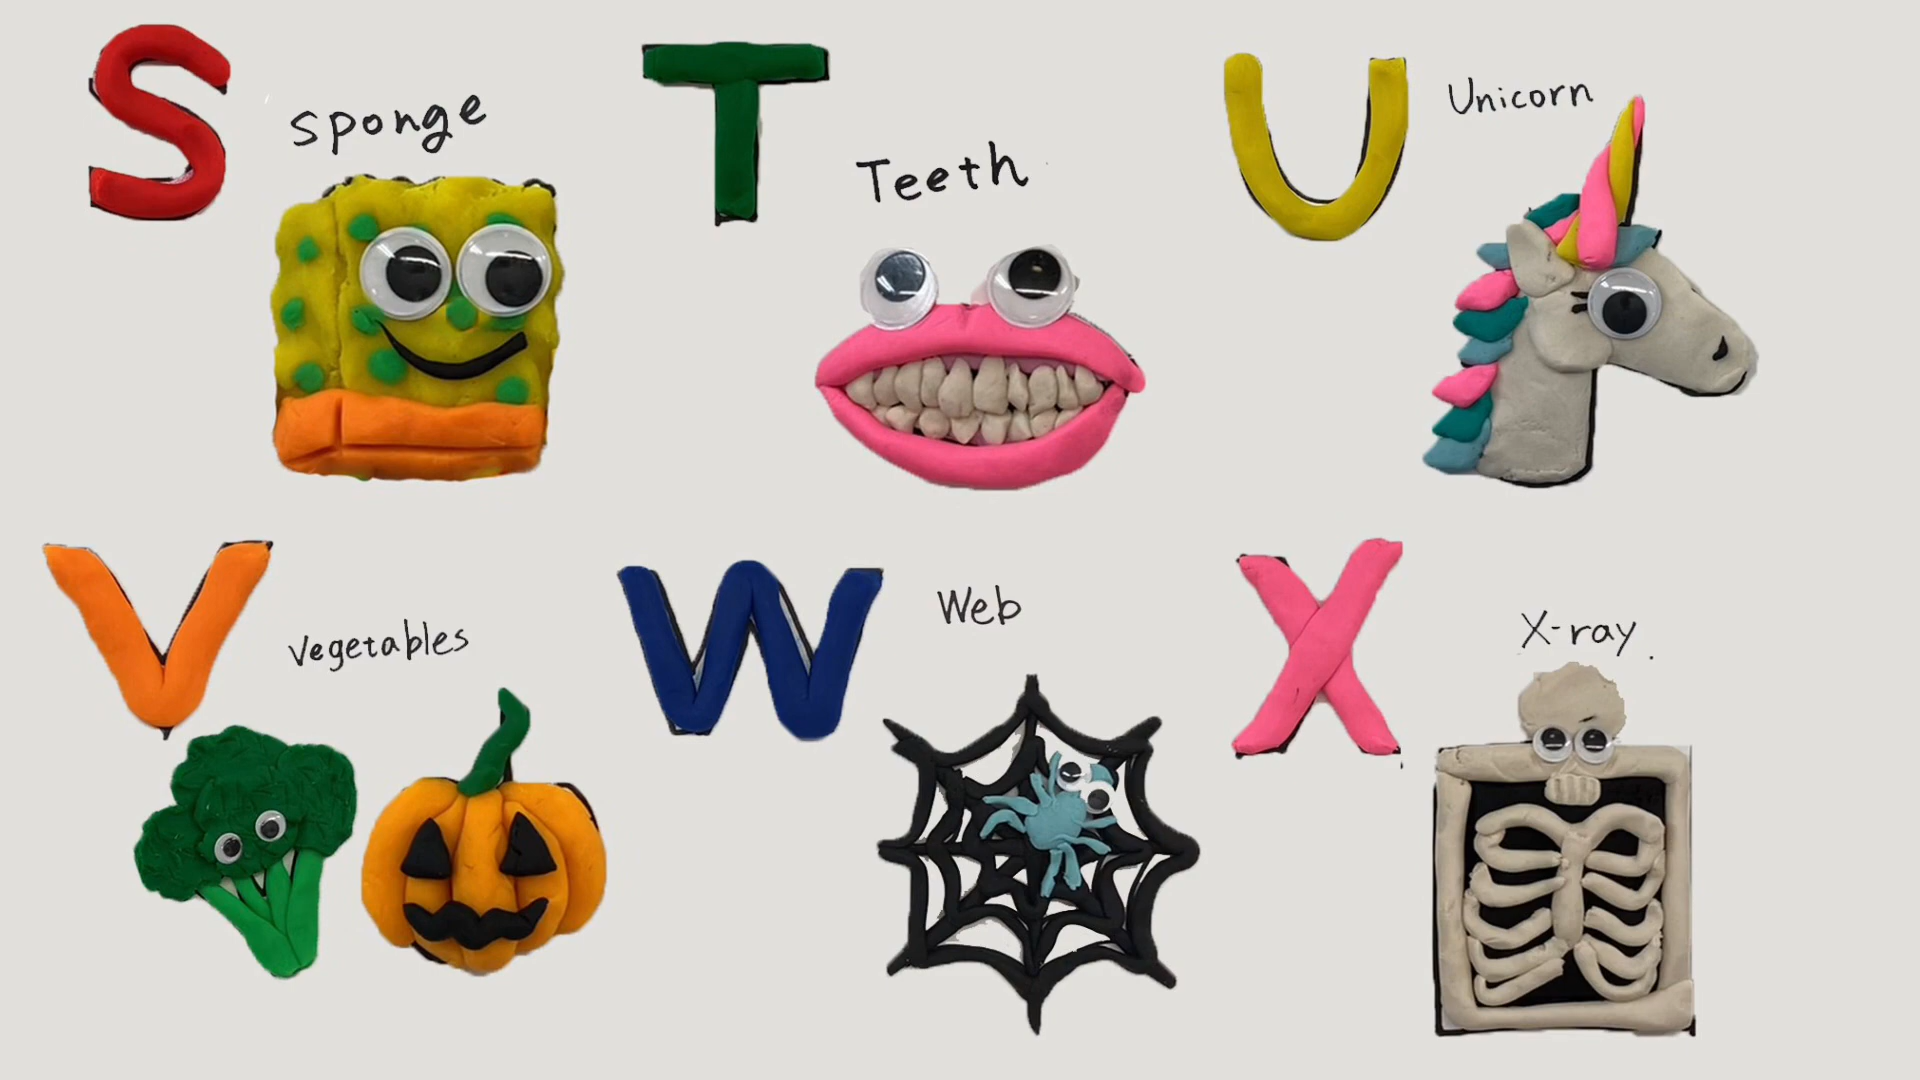 S
Sponge
T
Teeth
U
Unicorn
V
Vegetables
W
Web
X
X-ray